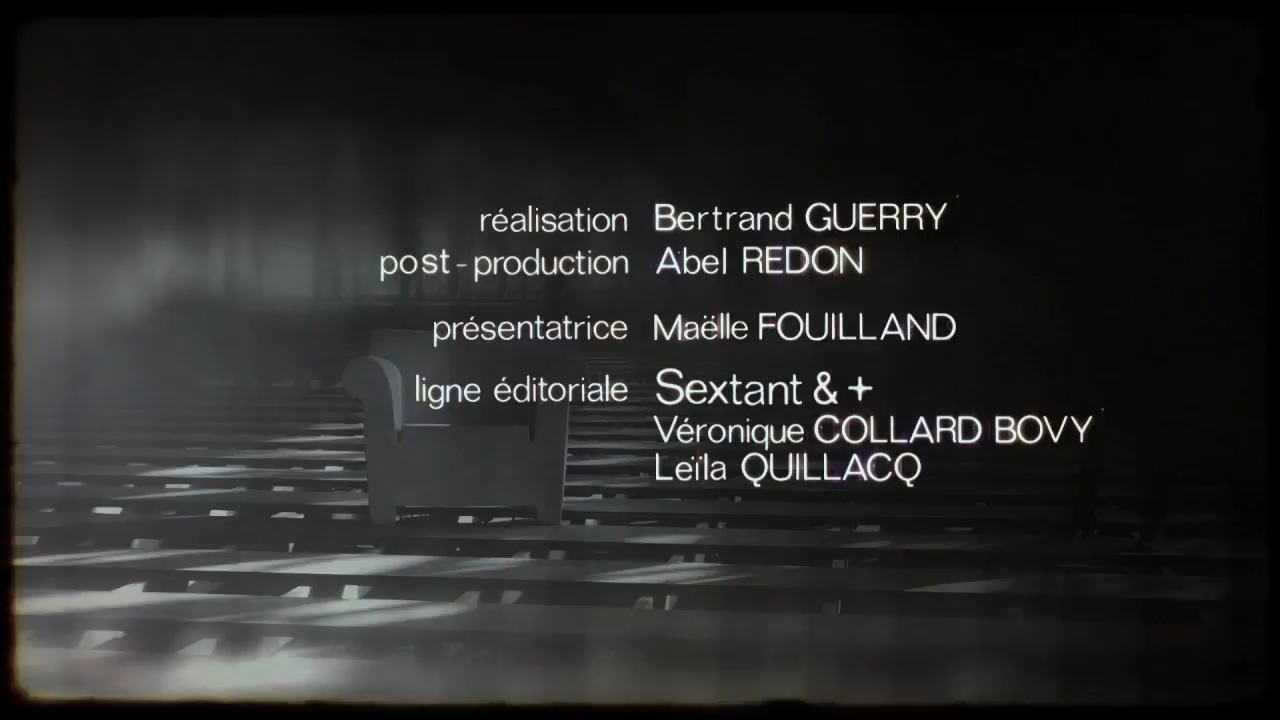 réalisation Bertrand GUERRY
post-production Abel REDON
présentatrice Maëlle FOUILLAND
ligne éditoriale Sextant & +
Véronique COLLARD BOVY
Leïla QUILLACQ